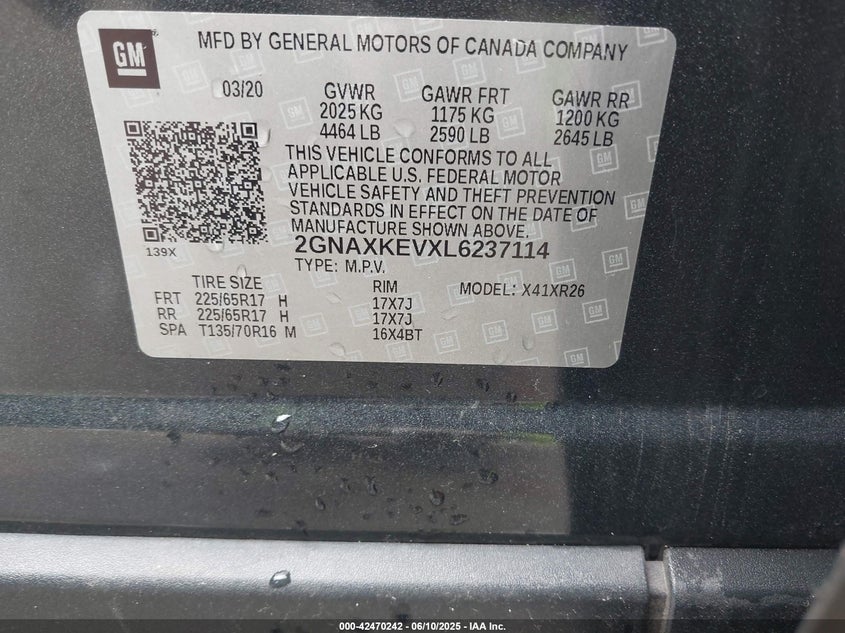 GM
MFD BY GENERAL MOTORS OF CANADA COMPANY
03/20
GVWR GAWR FRT GAWR RR
2025 KG 1175 KG 1200 KG
4464 LB 2590 LB 2645 LB
THIS VEHICLE CONFORMS TO ALL
APPLICABLE U.S. FEDERAL MOTOR
VEHICLE SAFETY AND THEFT PREVENTION
STANDARDS IN EFFECT ON THE DATE OF
MANUFACTURE SHOWN ABOVE.
139X
2GNAXKEVXL6237114
TYPE: M.P.V.
TIRE SIZE RIM MODEL: X41XR26
FRT 225/65R17 H 17X7J
RR 225/65R17 H 17X7J
SPA T135/70R16 M 16X4BT
000-42470242 - 06/10/2025 - IAA Inc.